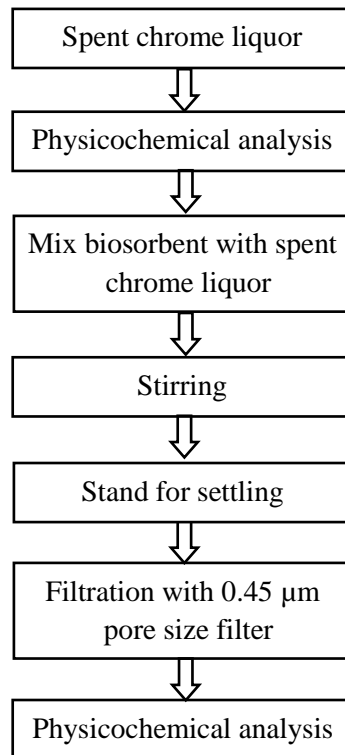 Spent chrome liquor
Physicochemical analysis
Mix biosorbent with spent
chrome liquor
Stirring
Stand for settling
Filtration with 0.45 µm
pore size filter
Physicochemical analysis